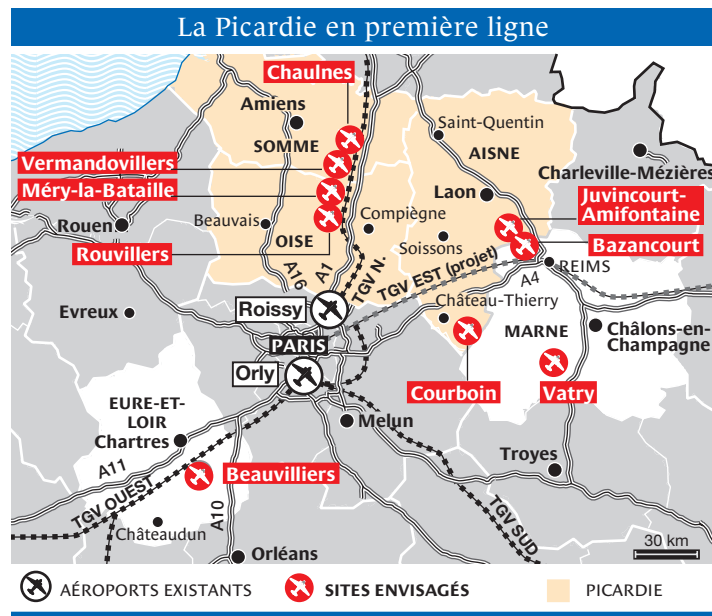 La Picardie en première ligne
Chaulnes
Amiens
SOMME
Saint-Quentin
AISNE
Vermandovillers
Charleville-Mézières
Méry-la-Bataille
Laon
Juvincourt-
Amifontaine
Rouen
Beauvais
Compiègne
Rouvillers
OISE
Soissons
Bazancourt
A16
A1
TGV N.
TGV EST (projet)
A4
REIMS
Evreux
Roissy
Château-Thierry
MARNE
Châlons-en-
Champagne
PARIS
Orly
Courboin
Vatry
EURE-ET-
LOIR
Chartres
Melun
Troyes
A11
Beauvilliers
TGV OUEST
A10
Châteaudun
TGV SUD
Orléans
30 km
AÉROPORTS EXISTANTS
SITES ENVISAGÉS
PICARDIE